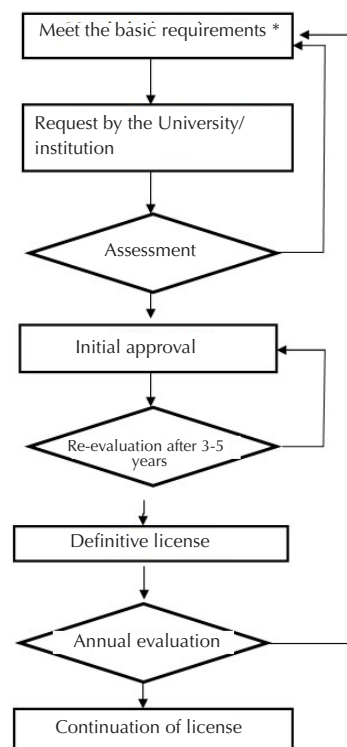 Meet the basic requirements *
Request by the University/
institution
Assessment
Initial approval
Re-evaluation after 3-5
years
Definitive license
Annual evaluation
Continuation of license